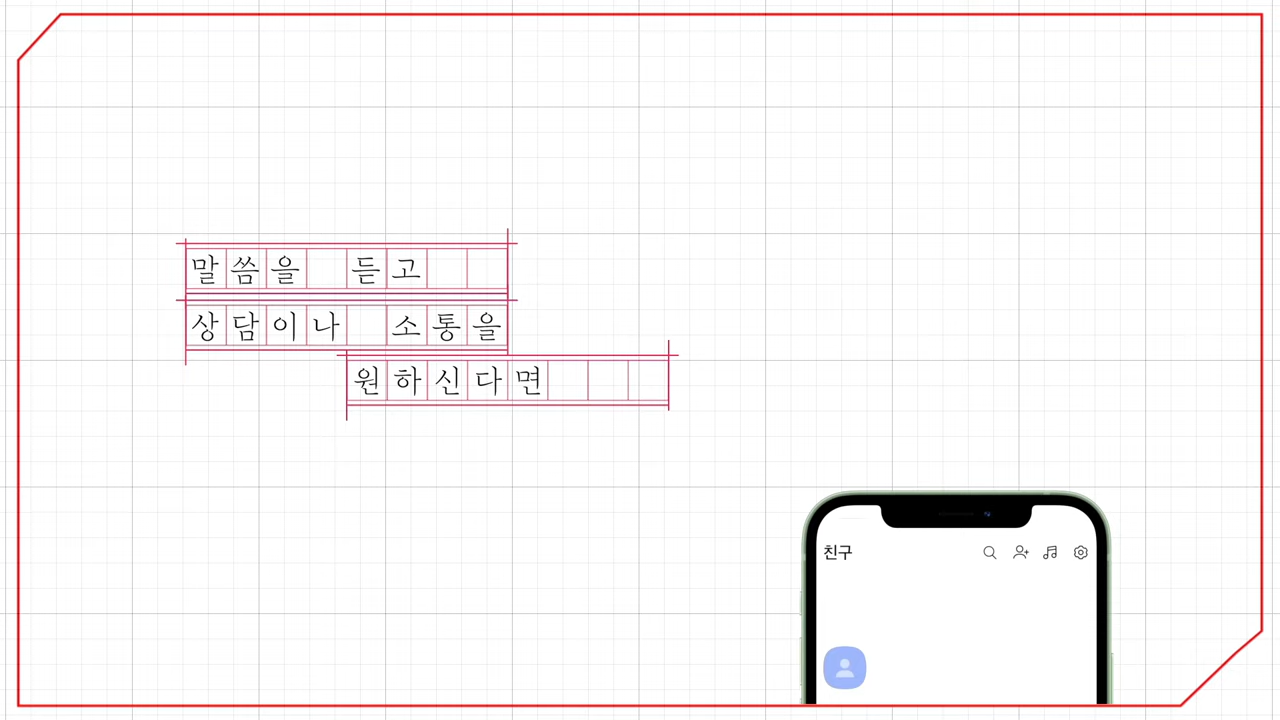 말씀을 듣고
상담이나 소통을
원하신다면
친구